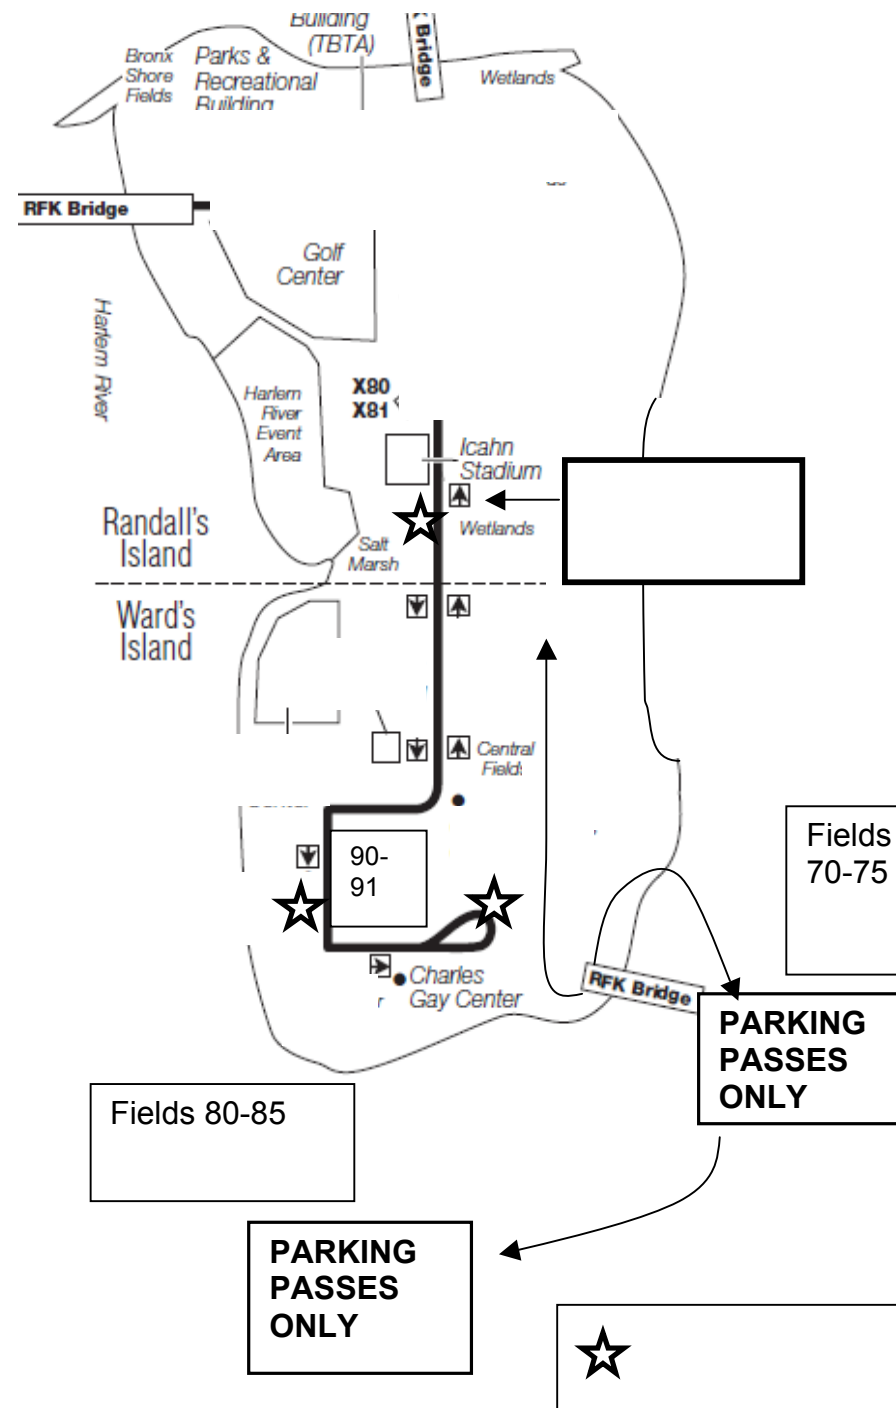 Building
(TBTA)
K Bridge
Bronx
Shore
Fields
Parks &
Recreational
Building
Wetlands
RFK Bridge
Golf
Center
Harlem River
Harlem
River
Event
Area
X80
X81
Icahn
Stadium
Wetlands
Salt
Marsh
Randall's
Island
Ward's
Island
Central
Fields
Fields
70-75
90-
91
Charles
Gay Center
r
RFK Bridge
PARKING
PASSES
ONLY
Fields 80-85
PARKING
PASSES
ONLY